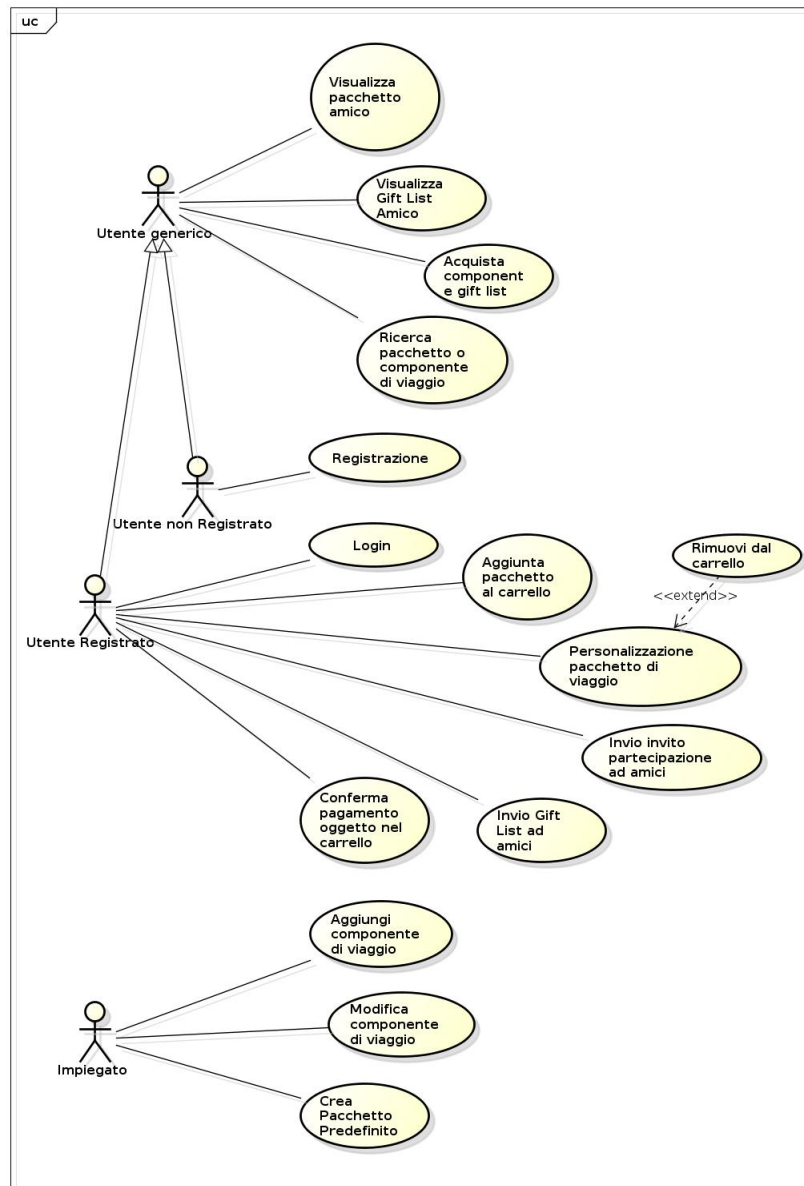 uc
Visualizza
pacchetto
amico
Utente generico
Visualizza
Gift List
Amico
Acquista
component
e gift list
Ricerca
pacchetto o
componente
di viaggio
Registrazione
Utente non Registrato
Login
Aggiunta
pacchetto
al carrello
Rimuovi dal
carrello
<<extend>>
Utente Registrato
Personalizzazione
pacchetto di
viaggio
Invio invito
partecipazione
ad amici
Conferma
pagamento
oggetto nel
carrello
Invio Gift
List ad
amici
Aggiungi
componente
di viaggio
Modifica
componente
di viaggio
Impiegato
Crea
Pacchetto
Predefinito